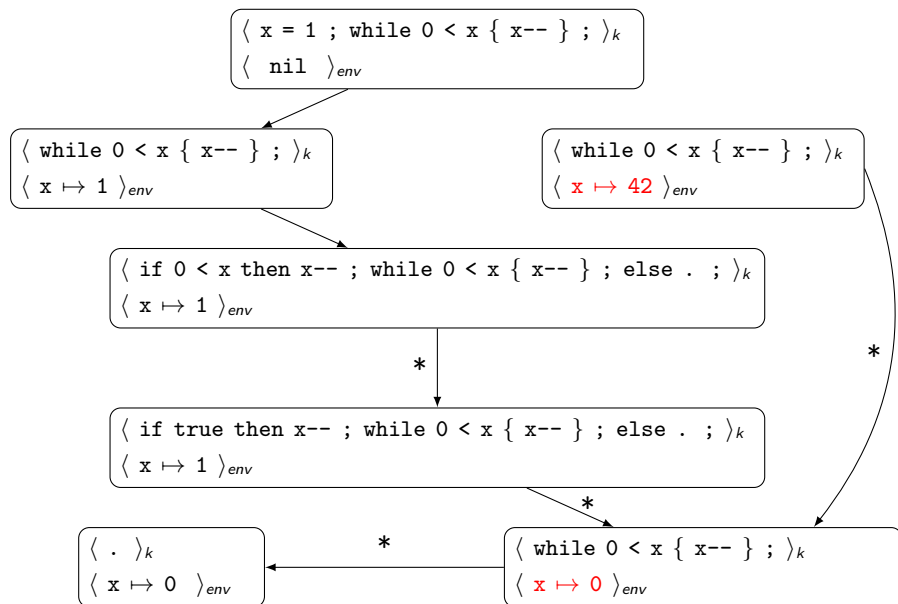 ⟨ x = 1 ; while 0 < x { x-- } ; ⟩k
⟨ nil ⟩env
⟨ while 0 < x { x-- } ; ⟩k
⟨ x ↦ 1 ⟩env
⟨ while 0 < x { x-- } ; ⟩k
⟨ x ↦ 42 ⟩env
⟨ if 0 < x then x-- ; while 0 < x { x-- } ; else . ; ⟩k
⟨ x ↦ 1 ⟩env
*
*
⟨ if true then x-- ; while 0 < x { x-- } ; else . ; ⟩k
⟨ x ↦ 1 ⟩env
*
*
⟨ . ⟩k
⟨ x ↦ 0 ⟩env
⟨ while 0 < x { x-- } ; ⟩k
⟨ x ↦ 0 ⟩env